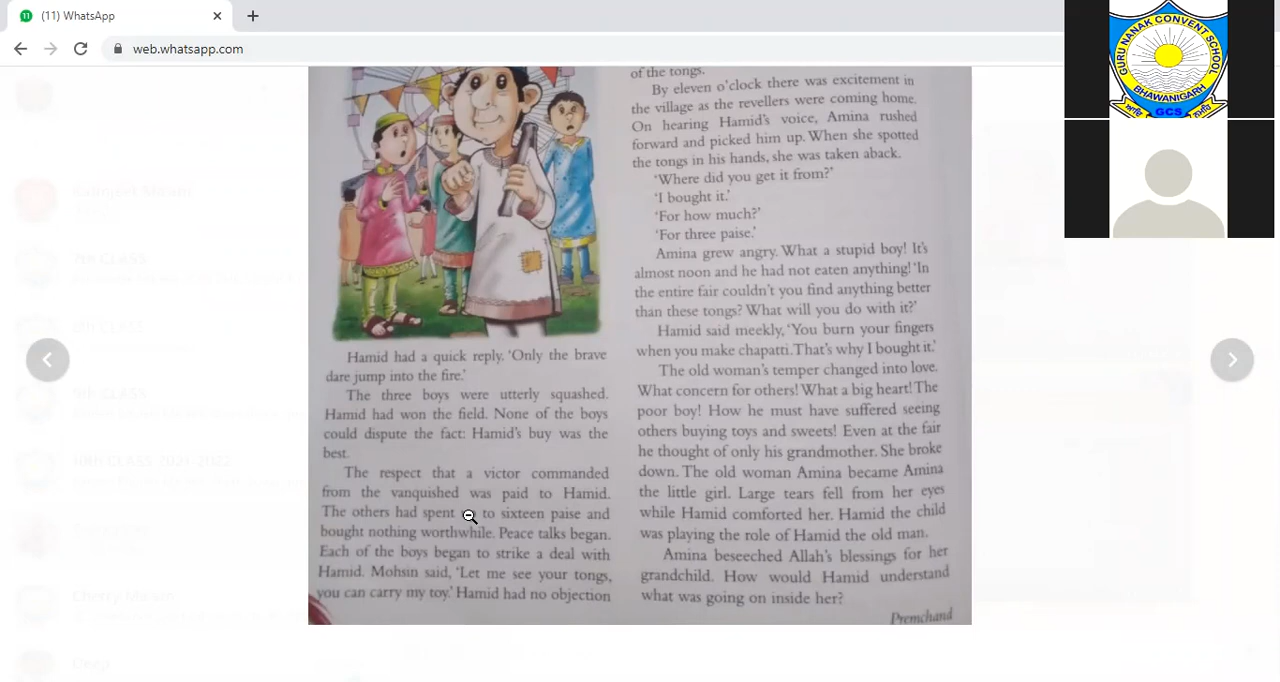 (11) WhatsApp
web.whatsapp.com
GURU NANAK CONVENT SCHOOL
BHAWANIGARH
GCS
Hamid had a quick reply. 'Only the brave
dare jump into the fire.'
The three boys were utterly squashed.
Hamid had won the field. None of the boys
could dispute the fact: Hamid's buy was the
best.
The respect that a victor commanded
from the vanquished was paid to Hamid.
The others had spent to sixteen paise and
bought nothing worthwhile. Peace talks began.
Each of the boys began to strike a deal with
Hamid. Mohsin said, 'Let me see your tongs,
you can carry my toy.' Hamid had no objection
of the tongs.
By eleven o'clock there was excitement in
the village as the revellers were coming home.
On hearing Hamid's voice, Amina rushed
forward and picked him up. When she spotted
the tongs in his hands, she was taken aback.
'Where did you get it from?'
'I bought it.'
'For how much?'
'For three paise.'
Amina grew angry. What a stupid boy! It's
almost noon and he had not eaten anything! 'In
the entire fair couldn't you find anything better
than these tongs? What will you do with it?'
Hamid said meekly, 'You burn your fingers
when you make chapatti. That's why I bought it.'
The old woman's temper changed into love.
What concern for others! What a big heart! The
poor boy! How he must have suffered seeing
others buying toys and sweets! Even at the fair
he thought of only his grandmother. She broke
down. The old woman Amina became Amina
the little girl. Large tears fell from her eyes
while Hamid comforted her. Hamid the child
was playing the role of Hamid the old man.
Amina beseeched Allah's blessings for her
grandchild. How would Hamid understand
what was going on inside her?
Premchand
7TH CLASS
10TH CLASS 2021-2022